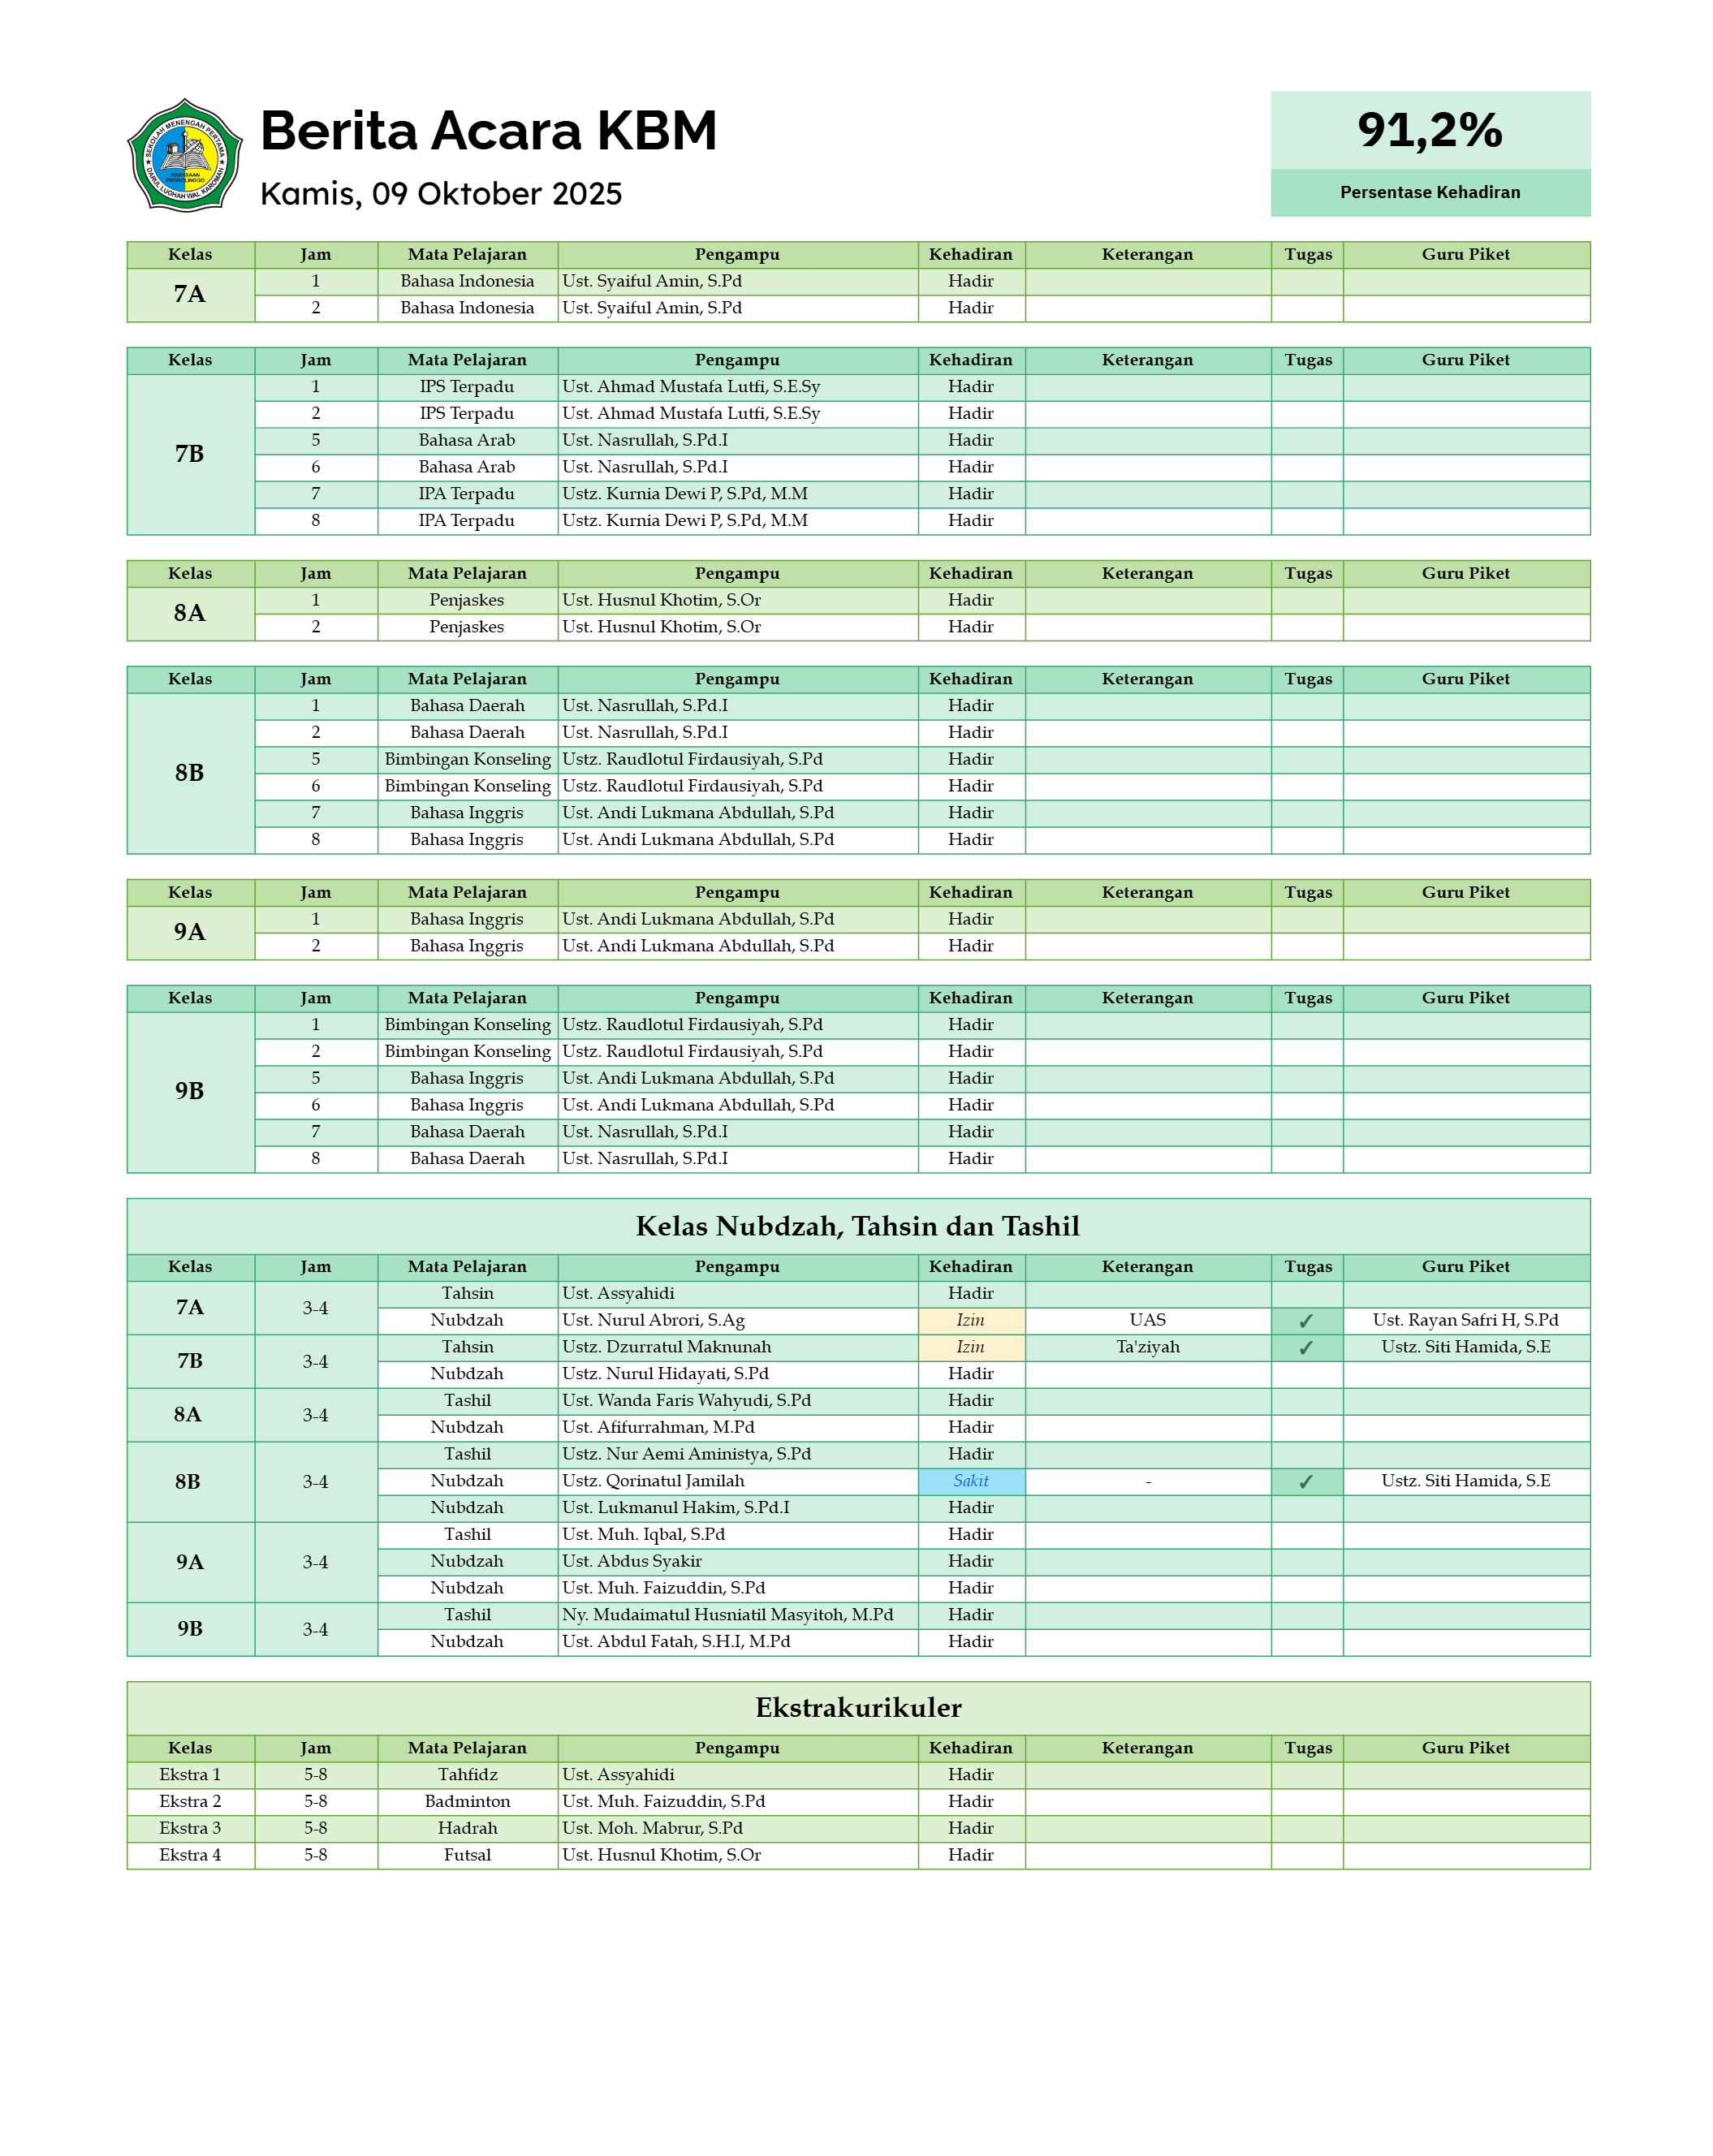 SEKOLAH MENENGAH PERTAMA
KRAKSAAN
PROBOLINGGO
DARUL LUGHAH WAL KAROMAH
Berita Acara KBM
Kamis, 09 Oktober 2025
91,2%
Persentase Kehadiran
Kelas Jam Mata Pelajaran Pengampu Kehadiran Keterangan Tugas Guru Piket
7A
1 Bahasa Indonesia Ust. Syaiful Amin, S.Pd Hadir
2 Bahasa Indonesia Ust. Syaiful Amin, S.Pd Hadir
Kelas Jam Mata Pelajaran Pengampu Kehadiran Keterangan Tugas Guru Piket
7B
1 IPS Terpadu Ust. Ahmad Mustafa Lutfi, S.E.Sy Hadir
2 IPS Terpadu Ust. Ahmad Mustafa Lutfi, S.E.Sy Hadir
5 Bahasa Arab Ust. Nasrullah, S.Pd.I Hadir
6 Bahasa Arab Ust. Nasrullah, S.Pd.I Hadir
7 IPA Terpadu Ustz. Kurnia Dewi P, S.Pd, M.M Hadir
8 IPA Terpadu Ustz. Kurnia Dewi P, S.Pd, M.M Hadir
Kelas Jam Mata Pelajaran Pengampu Kehadiran Keterangan Tugas Guru Piket
8A
1 Penjaskes Ust. Husnul Khotim, S.Or Hadir
2 Penjaskes Ust. Husnul Khotim, S.Or Hadir
Kelas Jam Mata Pelajaran Pengampu Kehadiran Keterangan Tugas Guru Piket
8B
1 Bahasa Daerah Ust. Nasrullah, S.Pd.I Hadir
2 Bahasa Daerah Ust. Nasrullah, S.Pd.I Hadir
5 Bimbingan Konseling Ustz. Raudlotul Firdausiyah, S.Pd Hadir
6 Bimbingan Konseling Ustz. Raudlotul Firdausiyah, S.Pd Hadir
7 Bahasa Inggris Ust. Andi Lukmana Abdullah, S.Pd Hadir
8 Bahasa Inggris Ust. Andi Lukmana Abdullah, S.Pd Hadir
Kelas Jam Mata Pelajaran Pengampu Kehadiran Keterangan Tugas Guru Piket
9A
1 Bahasa Inggris Ust. Andi Lukmana Abdullah, S.Pd Hadir
2 Bahasa Inggris Ust. Andi Lukmana Abdullah, S.Pd Hadir
Kelas Jam Mata Pelajaran Pengampu Kehadiran Keterangan Tugas Guru Piket
9B
1 Bimbingan Konseling Ustz. Raudlotul Firdausiyah, S.Pd Hadir
2 Bimbingan Konseling Ustz. Raudlotul Firdausiyah, S.Pd Hadir
5 Bahasa Inggris Ust. Andi Lukmana Abdullah, S.Pd Hadir
6 Bahasa Inggris Ust. Andi Lukmana Abdullah, S.Pd Hadir
7 Bahasa Daerah Ust. Nasrullah, S.Pd.I Hadir
8 Bahasa Daerah Ust. Nasrullah, S.Pd.I Hadir
Kelas Nubdzah, Tahsin dan Tashil
Kelas Jam Mata Pelajaran Pengampu Kehadiran Keterangan Tugas Guru Piket
7A 3-4
Tahsin Ust. Assyahidi Hadir
Nubdzah Ust. Nurul Abrori, S.Ag Izin UAS ✓ Ust. Rayan Safri H, S.Pd
7B 3-4
Tahsin Ustz. Dzurratul Maknunah Izin Ta'ziyah ✓ Ustz. Siti Hamida, S.E
Nubdzah Ustz. Nurul Hidayati, S.Pd Hadir
8A 3-4
Tashil Ust. Wanda Faris Wahyudi, S.Pd Hadir
Nubdzah Ust. Afifurrahman, M.Pd Hadir
8B 3-4
Tashil Ustz. Nur Aemi Aministya, S.Pd Hadir
Nubdzah Ustz. Qorinatul Jamilah Sakit - ✓ Ustz. Siti Hamida, S.E
Nubdzah Ust. Lukmanul Hakim, S.Pd.I Hadir
9A 3-4
Tashil Ust. Muh. Iqbal, S.Pd Hadir
Nubdzah Ust. Abdus Syakir Hadir
Nubdzah Ust. Muh. Faizuddin, S.Pd Hadir
9B 3-4
Tashil Ny. Mudaimatul Husniatil Masyitoh, M.Pd Hadir
Nubdzah Ust. Abdul Fatah, S.H.I, M.Pd Hadir
Ekstrakurikuler
Kelas Jam Mata Pelajaran Pengampu Kehadiran Keterangan Tugas Guru Piket
Ekstra 1 5-8 Tahfidz Ust. Assyahidi Hadir
Ekstra 2 5-8 Badminton Ust. Muh. Faizuddin, S.Pd Hadir
Ekstra 3 5-8 Hadrah Ust. Moh. Mabrur, S.Pd Hadir
Ekstra 4 5-8 Futsal Ust. Husnul Khotim, S.Or Hadir